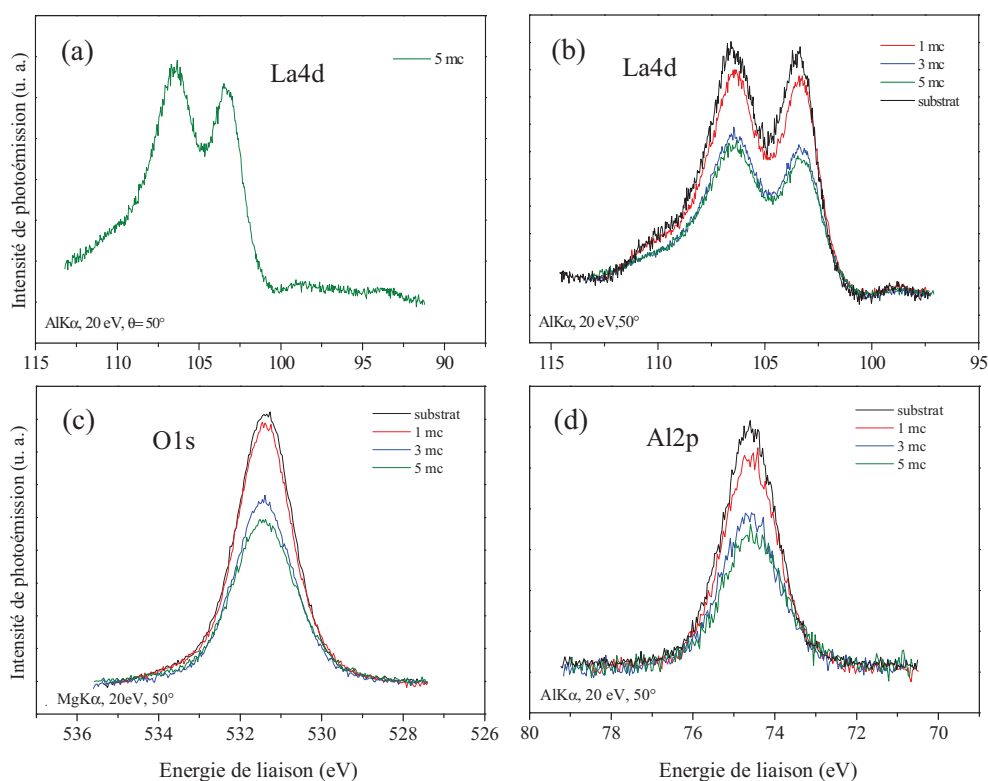 Intensité de photoémission (u. a.)
(a)
La4d
5 mc
AlKα, 20 eV, θ= 50°
115 110 105 100 95 90
(b)
La4d
1 mc
3 mc
5 mc
substrat
AlKα, 20 eV,50°
115 110 105 100 95
Intensité de photoémission (u. a.)
(c)
O1s
substrat
1 mc
3 mc
5 mc
MgKα, 20eV, 50°
536 534 532 530 528 526
Energie de liaison (eV)
(d)
Al2p
substrat
1 mc
3 mc
5 mc
AlKα, 20 eV, 50°
80 78 76 74 72 70
Energie de liaison (eV)